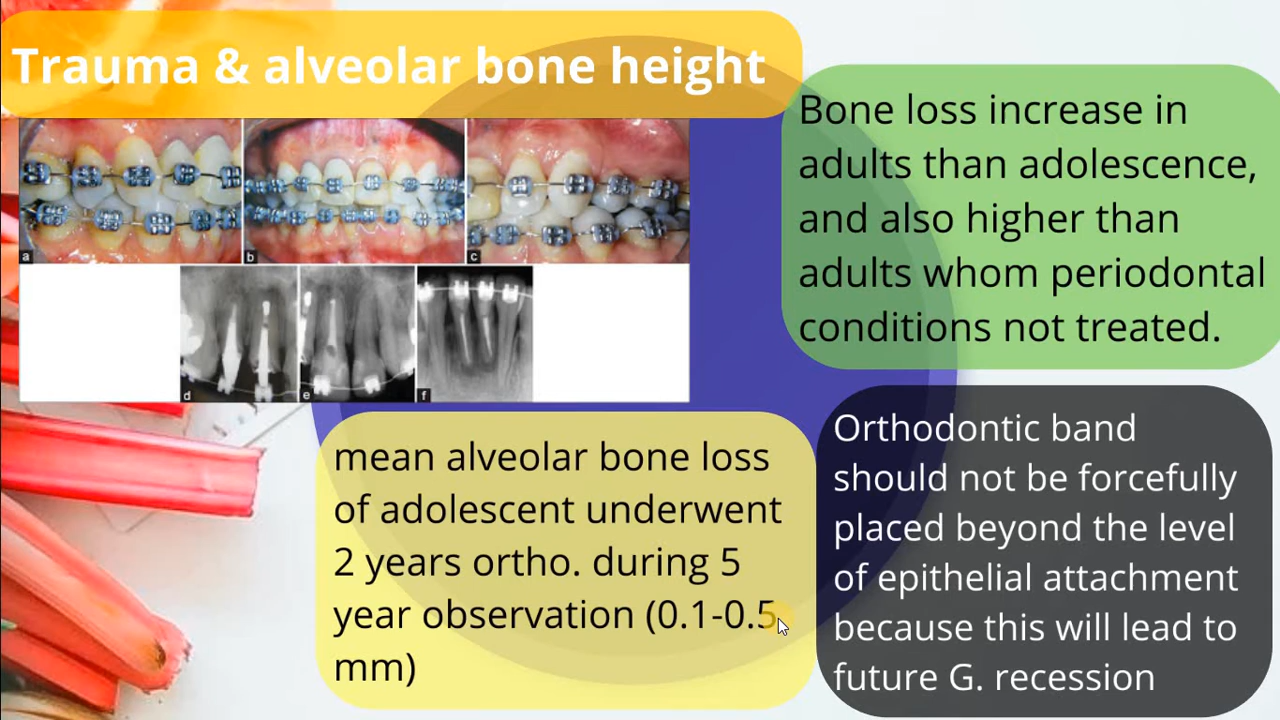 Trauma & alveolar bone height
a
b
c
d
e
f
Bone loss increase in
adults than adolescence,
and also higher than
adults whom periodontal
conditions not treated.
mean alveolar bone loss
of adolescent underwent
2 years ortho. during 5
year observation (0.1-0.5
mm)
Orthodontic band
should not be forcefully
placed beyond the level
of epithelial attachment
because this will lead to
future G. recession